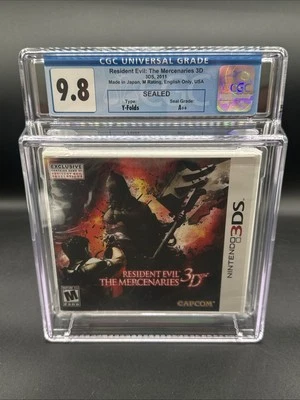 CGC UNIVERSAL GRADE
9.8
Resident Evil: The Mercenaries 3D
3DS, 2011
Made in Japan, M Rating, English-Only, USA
SEALED
Type:
Y-Folds
Seal Grade:
A++
CGC
EXCLUSIVE
RESIDENT EVIL
THE MERCENARIES 3D
M
CAPCOM
NINTENDO 3DS